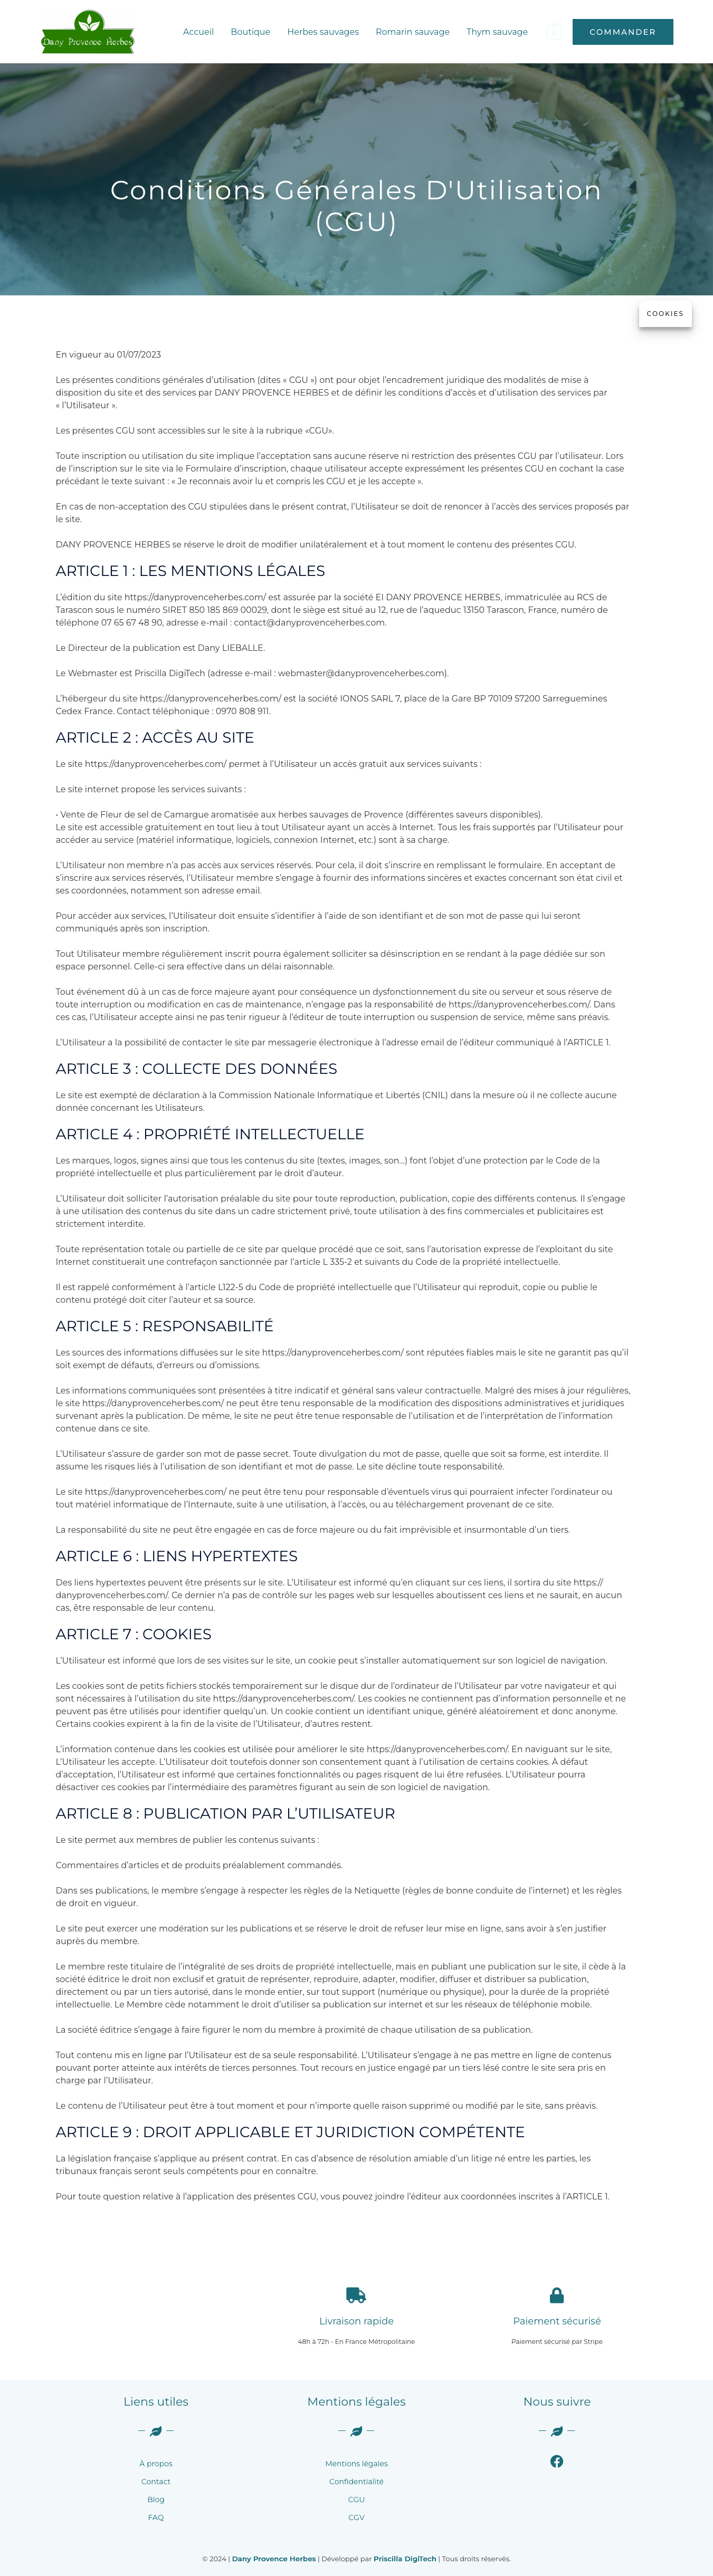 Dany Provence Herbes
Accueil
Boutique
Herbes sauvages
Romarin sauvage
Thym sauvage
0
COMMANDER
Conditions Générales D'Utilisation
(CGU)
COOKIES
En vigueur au 01/07/2023
Les présentes conditions générales d’utilisation (dites « CGU ») ont pour objet l’encadrement juridique des modalités de mise à
disposition du site et des services par DANY PROVENCE HERBES et de définir les conditions d’accès et d’utilisation des services par
« l’Utilisateur ».
Les présentes CGU sont accessibles sur le site à la rubrique «CGU».
Toute inscription ou utilisation du site implique l’acceptation sans aucune réserve ni restriction des présentes CGU par l’utilisateur. Lors
de l’inscription sur le site via le Formulaire d’inscription, chaque utilisateur accepte expressément les présentes CGU en cochant la case
précédant le texte suivant : « Je reconnais avoir lu et compris les CGU et je les accepte ».
En cas de non-acceptation des CGU stipulées dans le présent contrat, l’Utilisateur se doit de renoncer à l’accès des services proposés par
le site.
DANY PROVENCE HERBES se réserve le droit de modifier unilatéralement et à tout moment le contenu des présentes CGU.
ARTICLE 1 : LES MENTIONS LÉGALES
L’édition du site https://danyprovenceherbes.com/ est assurée par la société EI DANY PROVENCE HERBES, immatriculée au RCS de
Tarascon sous le numéro SIRET 850 185 869 00029, dont le siège est situé au 12, rue de l’aqueduc 13150 Tarascon, France, numéro de
téléphone 07 65 67 48 90, adresse e-mail : contact@danyprovenceherbes.com.
Le Directeur de la publication est Dany LIEBALLE.
Le Webmaster est Priscilla DigíTech (adresse e-mail : webmaster@danyprovenceherbes.com).
L’hébergeur du site https://danyprovenceherbes.com/ est la société IONOS SARL 7, place de la Gare BP 70109 57200 Sarreguemines
Cedex France. Contact téléphonique : 0970 808 911.
ARTICLE 2 : ACCÈS AU SITE
Le site https://danyprovenceherbes.com/ permet à l’Utilisateur un accès gratuit aux services suivants :
Le site internet propose les services suivants :
• Vente de Fleur de sel de Camargue aromatisée aux herbes sauvages de Provence (différentes saveurs disponibles).
Le site est accessible gratuitement en tout lieu à tout Utilisateur ayant un accès à Internet. Tous les frais supportés par l’Utilisateur pour
accéder au service (matériel informatique, logiciels, connexion Internet, etc.) sont à sa charge.
L’Utilisateur non membre n’a pas accès aux services réservés. Pour cela, il doit s’inscrire en remplissant le formulaire. En acceptant de
s’inscrire aux services réservés, l’Utilisateur membre s’engage à fournir des informations sincères et exactes concernant son état civil et
ses coordonnées, notamment son adresse email.
Pour accéder aux services, l’Utilisateur doit ensuite s’identifier à l’aide de son identifiant et de son mot de passe qui lui seront
communiqués après son inscription.
Tout Utilisateur membre régulièrement inscrit pourra également solliciter sa désinscription en se rendant à la page dédiée sur son
espace personnel. Celle-ci sera effective dans un délai raisonnable.
Tout événement dû à un cas de force majeure ayant pour conséquence un dysfonctionnement du site ou serveur et sous réserve de
toute interruption ou modification en cas de maintenance, n’engage pas la responsabilité de https://danyprovenceherbes.com/. Dans
ces cas, l’Utilisateur accepte ainsi ne pas tenir rigueur à l’éditeur de toute interruption ou suspension de service, même sans préavis.
L’Utilisateur a la possibilité de contacter le site par messagerie électronique à l’adresse email de l’éditeur communiqué à l’ARTICLE 1.
ARTICLE 3 : COLLECTE DES DONNÉES
Le site est exempté de déclaration à la Commission Nationale Informatique et Libertés (CNIL) dans la mesure où il ne collecte aucune
donnée concernant les Utilisateurs.
ARTICLE 4 : PROPRIÉTÉ INTELLECTUELLE
Les marques, logos, signes ainsi que tous les contenus du site (textes, images, son…) font l’objet d’une protection par le Code de la
propriété intellectuelle et plus particulièrement par le droit d’auteur.
L’Utilisateur doit solliciter l’autorisation préalable du site pour toute reproduction, publication, copie des différents contenus. Il s’engage
à une utilisation des contenus du site dans un cadre strictement privé, toute utilisation à des fins commerciales et publicitaires est
strictement interdite.
Toute représentation totale ou partielle de ce site par quelque procédé que ce soit, sans l’autorisation expresse de l’exploitant du site
Internet constituerait une contrefaçon sanctionnée par l’article L 335-2 et suivants du Code de la propriété intellectuelle.
Il est rappelé conformément à l’article L122-5 du Code de propriété intellectuelle que l’Utilisateur qui reproduit, copie ou publie le
contenu protégé doit citer l’auteur et sa source.
ARTICLE 5 : RESPONSABILITÉ
Les sources des informations diffusées sur le site https://danyprovenceherbes.com/ sont réputées fiables mais le site ne garantit pas qu’il
soit exempt de défauts, d’erreurs ou d’omissions.
Les informations communiquées sont présentées à titre indicatif et général sans valeur contractuelle. Malgré des mises à jour régulières,
le site https://danyprovenceherbes.com/ ne peut être tenu responsable de la modification des dispositions administratives et juridiques
survenant après la publication. De même, le site ne peut être tenue responsable de l’utilisation et de l’interprétation de l’information
contenue dans ce site.
L’Utilisateur s’assure de garder son mot de passe secret. Toute divulgation du mot de passe, quelle que soit sa forme, est interdite. Il
assume les risques liés à l’utilisation de son identifiant et mot de passe. Le site décline toute responsabilité.
Le site https://danyprovenceherbes.com/ ne peut être tenu pour responsable d’éventuels virus qui pourraient infecter l’ordinateur ou
tout matériel informatique de l’Internaute, suite à une utilisation, à l’accès, ou au téléchargement provenant de ce site.
La responsabilité du site ne peut être engagée en cas de force majeure ou du fait imprévisible et insurmontable d’un tiers.
ARTICLE 6 : LIENS HYPERTEXTES
Des liens hypertextes peuvent être présents sur le site. L’Utilisateur est informé qu’en cliquant sur ces liens, il sortira du site https://
danyprovenceherbes.com/. Ce dernier n’a pas de contrôle sur les pages web sur lesquelles aboutissent ces liens et ne saurait, en aucun
cas, être responsable de leur contenu.
ARTICLE 7 : COOKIES
L’Utilisateur est informé que lors de ses visites sur le site, un cookie peut s’installer automatiquement sur son logiciel de navigation.
Les cookies sont de petits fichiers stockés temporairement sur le disque dur de l’ordinateur de l’Utilisateur par votre navigateur et qui
sont nécessaires à l’utilisation du site https://danyprovenceherbes.com/. Les cookies ne contiennent pas d’information personnelle et ne
peuvent pas être utilisés pour identifier quelqu’un. Un cookie contient un identifiant unique, généré aléatoirement et donc anonyme.
Certains cookies expirent à la fin de la visite de l’Utilisateur, d’autres restent.
L’information contenue dans les cookies est utilisée pour améliorer le site https://danyprovenceherbes.com/. En naviguant sur le site,
L’Utilisateur les accepte. L’Utilisateur doit toutefois donner son consentement quant à l’utilisation de certains cookies. À défaut
d’acceptation, l’Utilisateur est informé que certaines fonctionnalités ou pages risquent de lui être refusées. L’Utilisateur pourra
désactiver ces cookies par l’intermédiaire des paramètres figurant au sein de son logiciel de navigation.
ARTICLE 8 : PUBLICATION PAR L’UTILISATEUR
Le site permet aux membres de publier les contenus suivants :
Commentaires d’articles et de produits préalablement commandés.
Dans ses publications, le membre s’engage à respecter les règles de la Netiquette (règles de bonne conduite de l’internet) et les règles
de droit en vigueur.
Le site peut exercer une modération sur les publications et se réserve le droit de refuser leur mise en ligne, sans avoir à s’en justifier
auprès du membre.
Le membre reste titulaire de l’intégralité de ses droits de propriété intellectuelle, mais en publiant une publication sur le site, il cède à la
société éditrice le droit non exclusif et gratuit de représenter, reproduire, adapter, modifier, diffuser et distribuer sa publication,
directement ou par un tiers autorisé, dans le monde entier, sur tout support (numérique ou physique), pour la durée de la propriété
intellectuelle. Le Membre cède notamment le droit d’utiliser sa publication sur internet et sur les réseaux de téléphonie mobile.
La société éditrice s’engage à faire figurer le nom du membre à proximité de chaque utilisation de sa publication.
Tout contenu mis en ligne par l’Utilisateur est de sa seule responsabilité. L’Utilisateur s’engage à ne pas mettre en ligne de contenus
pouvant porter atteinte aux intérêts de tierces personnes. Tout recours en justice engagé par un tiers lésé contre le site sera pris en
charge par l’Utilisateur.
Le contenu de l’Utilisateur peut être à tout moment et pour n’importe quelle raison supprimé ou modifié par le site, sans préavis.
ARTICLE 9 : DROIT APPLICABLE ET JURIDICTION COMPÉTENTE
La législation française s’applique au présent contrat. En cas d’absence de résolution amiable d’un litige né entre les parties, les
tribunaux français seront seuls compétents pour en connaître.
Pour toute question relative à l’application des présentes CGU, vous pouvez joindre l’éditeur aux coordonnées inscrites à l’ARTICLE 1.
Livraison rapide
48h à 72h - En France Métropolitaine
Paiement sécurisé
Paiement sécurisé par Stripe
Liens utiles
À propos
Contact
Blog
FAQ
Mentions légales
Mentions légales
Confidentialité
CGU
CGV
Nous suivre
© 2024 | Dany Provence Herbes | Développé par Priscilla DigíTech | Tous droits réservés.